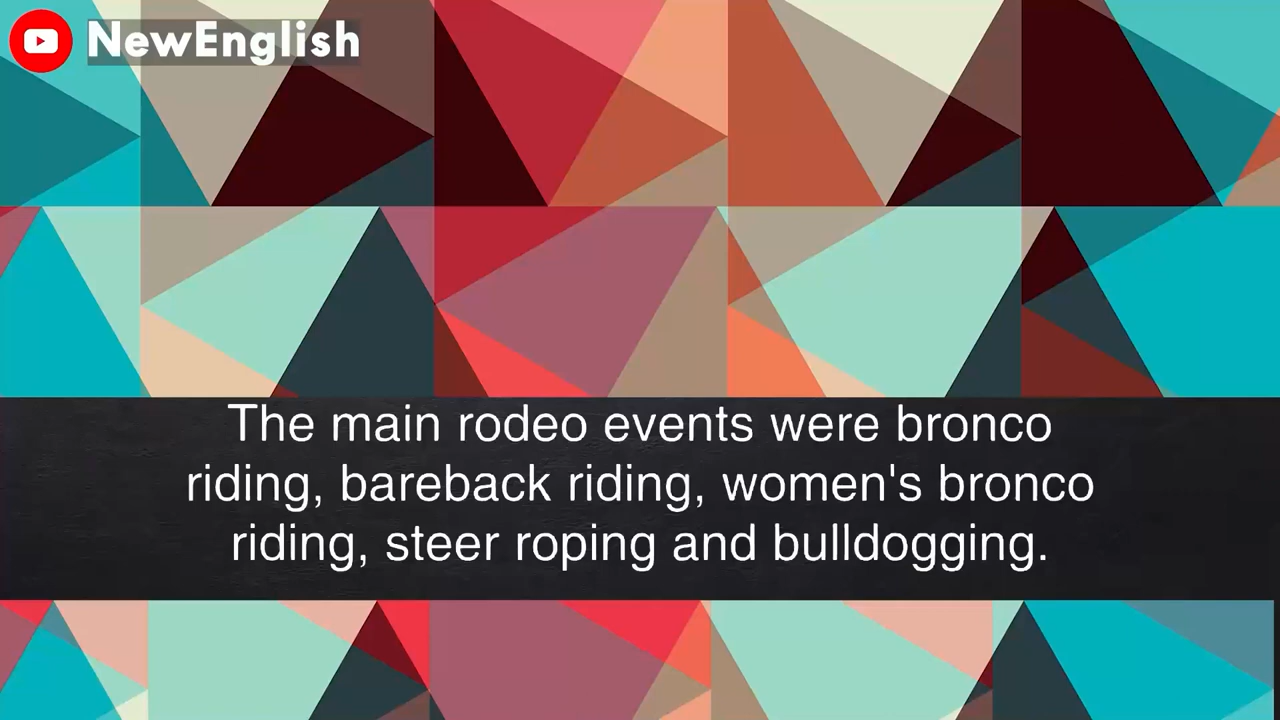 NewEnglish
The main rodeo events were bronco
riding, bareback riding, women's bronco
riding, steer roping and bulldogging.